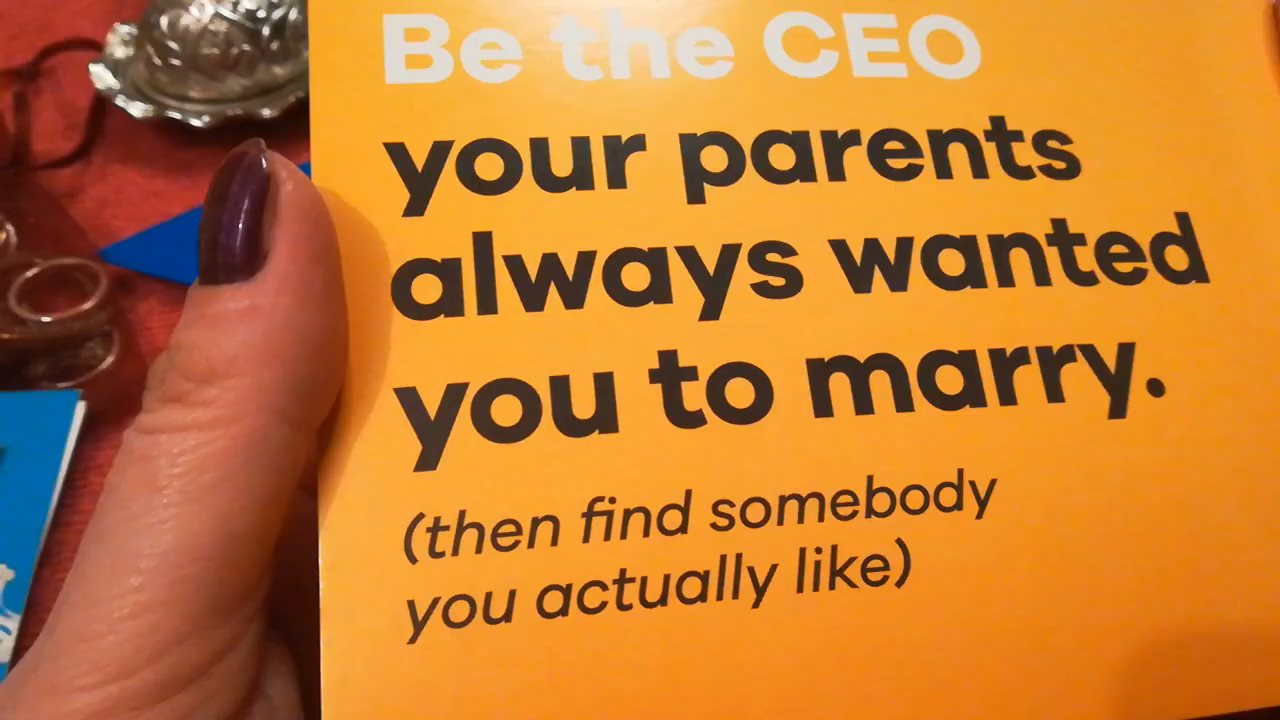 Be the CEO
your parents
always wanted
you to marry.
(then find somebody
you actually like)